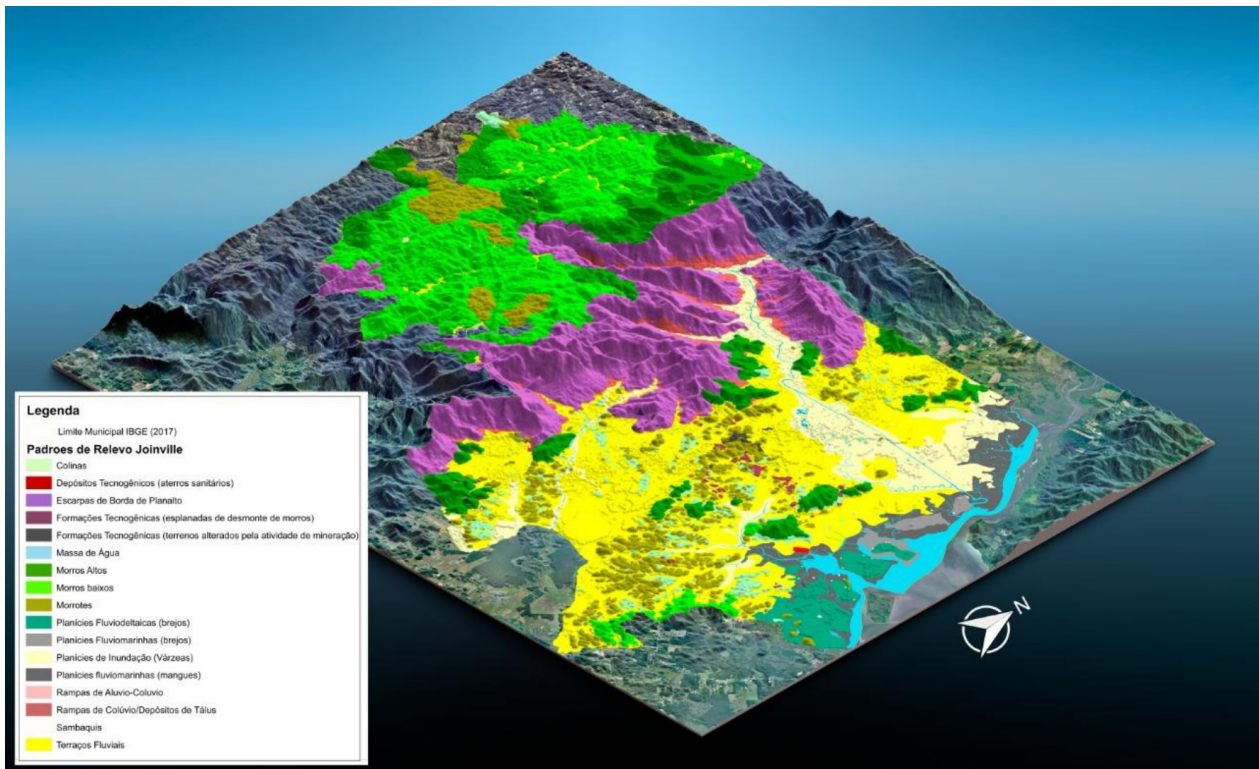 Legenda
Limite Municipal IBGE (2017)
Padroes de Relevo Joinville
Colinas
Depósitos Tecnogênicos (aterros sanitários)
Escarpas de Borda de Planalto
Formações Tecnogênicas (esplanadas de desmonte de morros)
Formações Tecnogênicas (terrenos alterados pela atividade de mineração)
Massa de Água
Morros Altos
Morros baixos
Morrotes
Planícies Fluviodeltaicas (brejos)
Planícies Fluviomarinhas (brejos)
Planícies de Inundação (Várzeas)
Planícies fluviomarinhas (mangues)
Rampas de Alúvio-Coluvio
Rampas de Colúvio/Depósitos de Tálus
Sambaquis
Terraços Fluviais
N